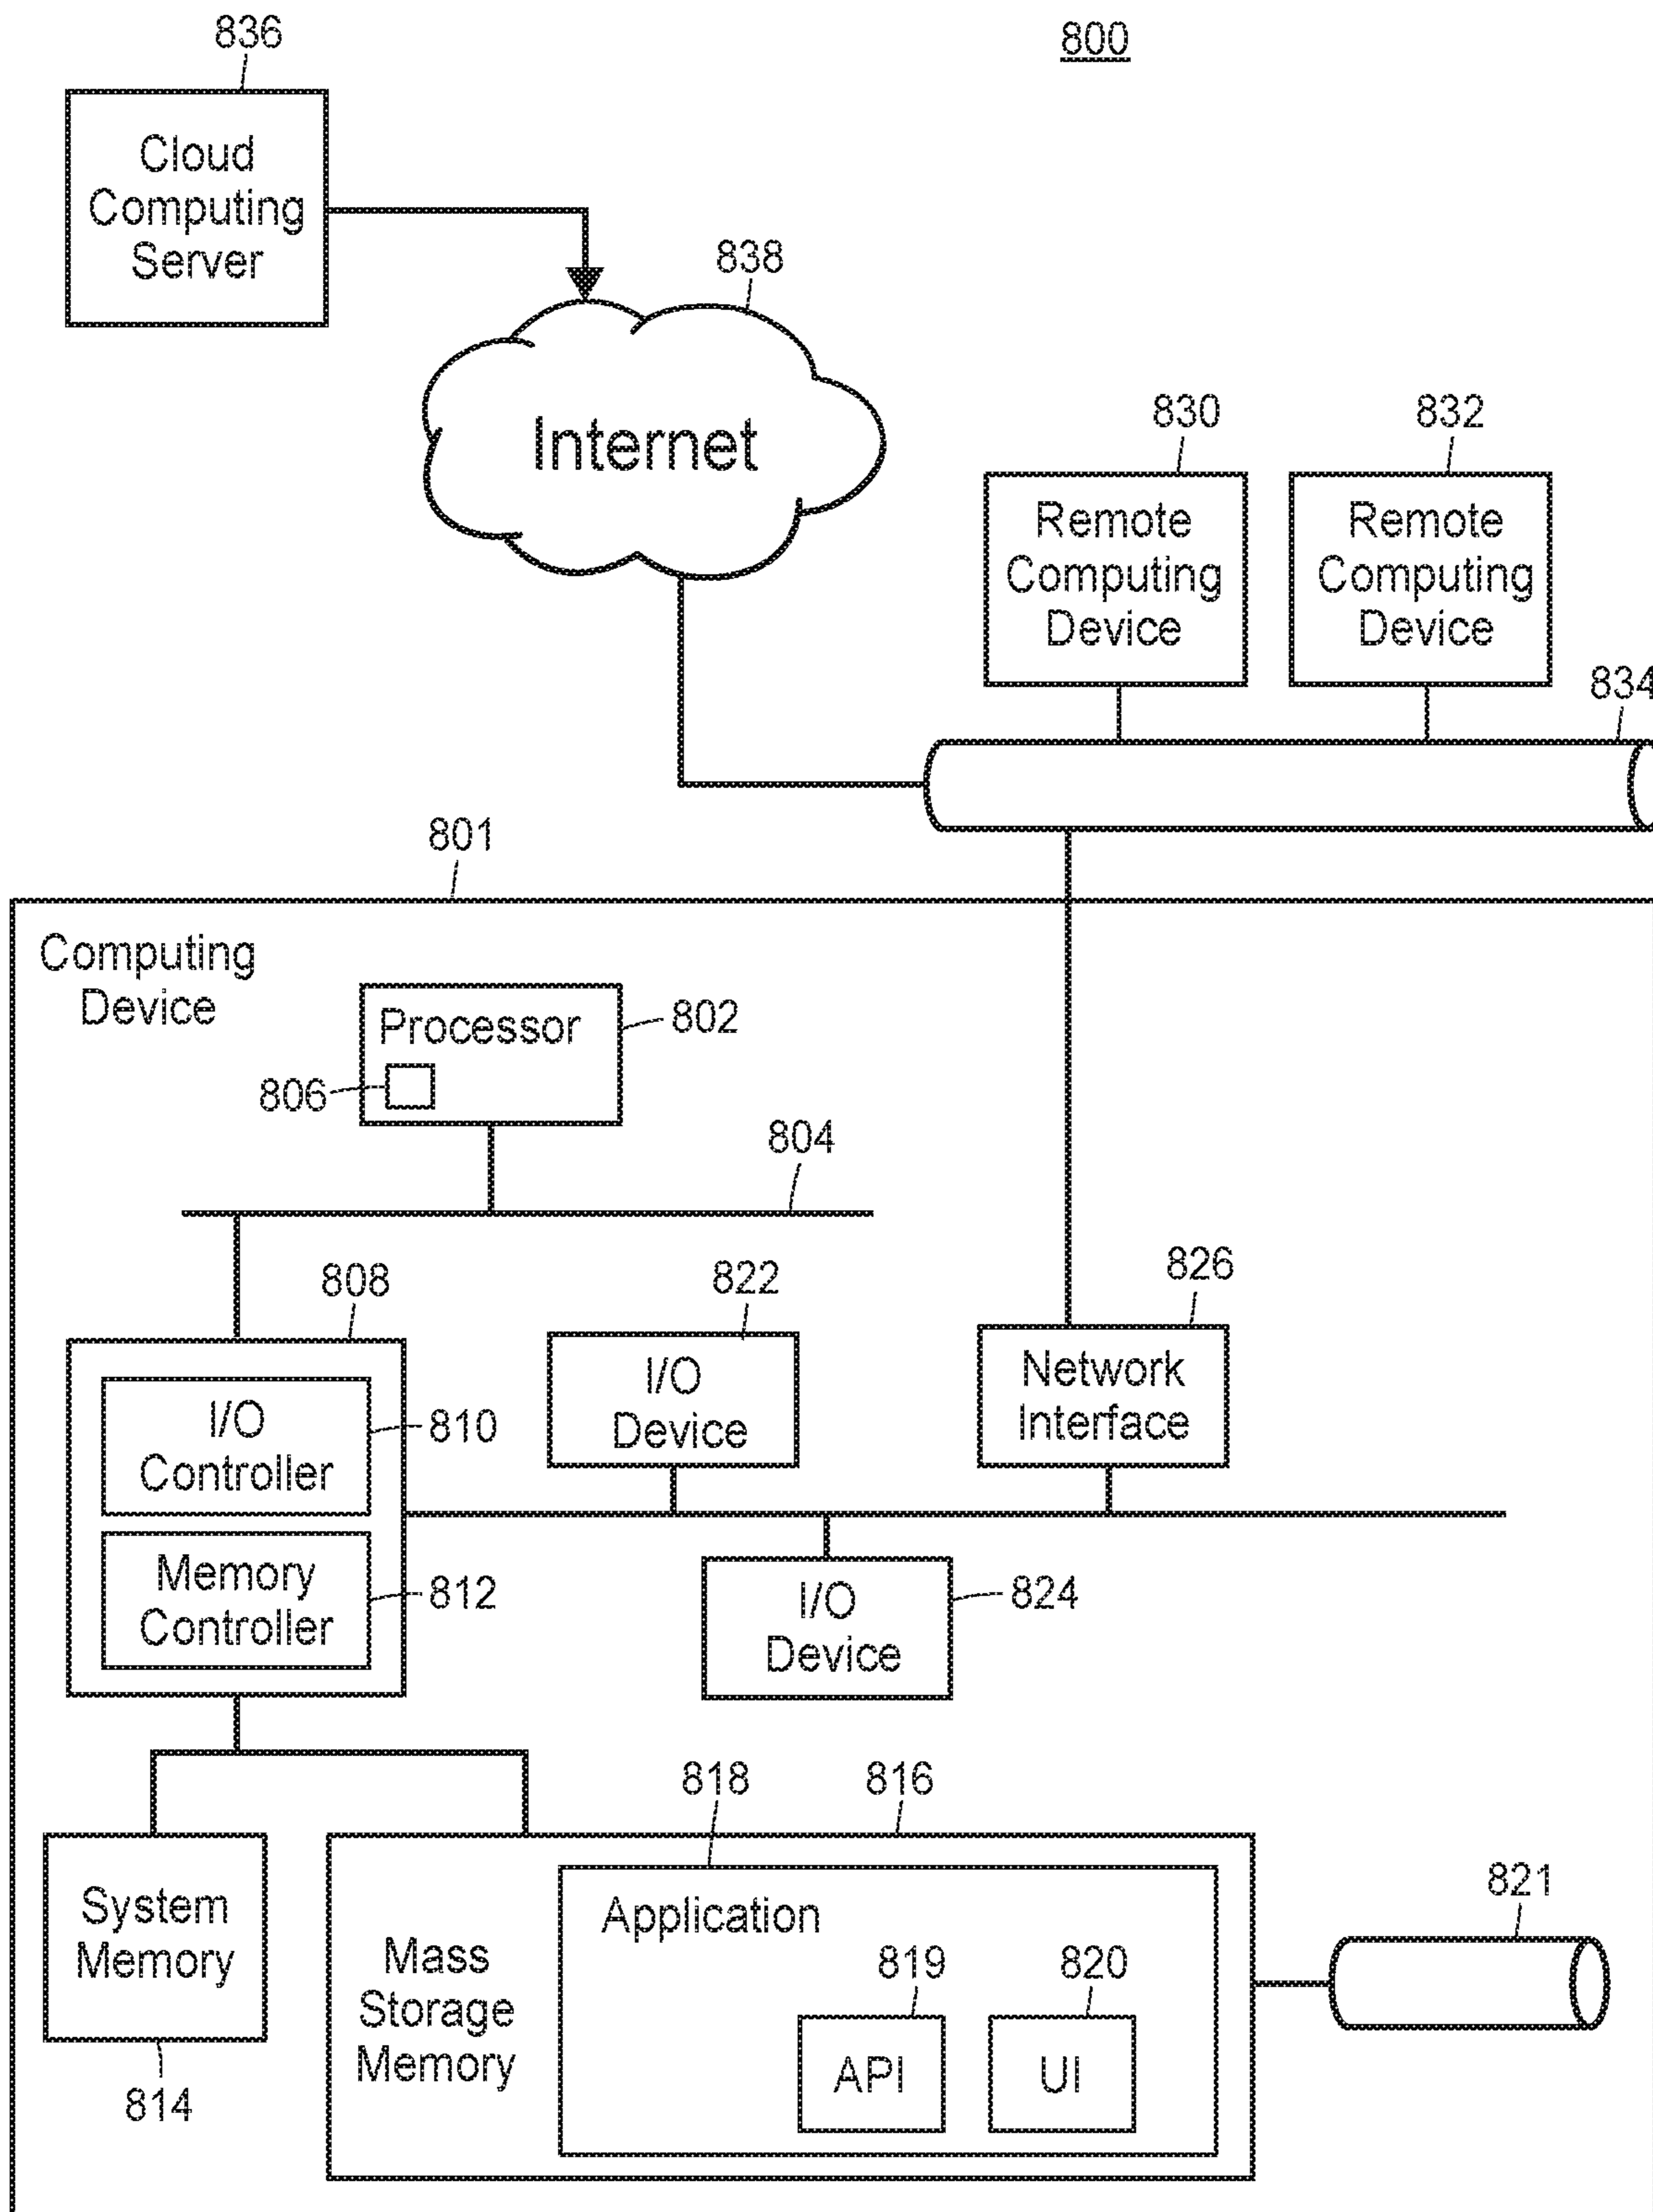 836
800
Cloud
Computing
Server
838
Internet
830
832
Remote
Computing
Device
Remote
Computing
Device
834
801
Computing
Device
Processor
802
806
804
808
822
826
I/O
Controller
810
I/O
Device
Network
Interface
Memory
Controller
812
I/O
Device
824
818
816
System
Memory
814
Mass
Storage
Memory
Application
819
820
API
UI
821